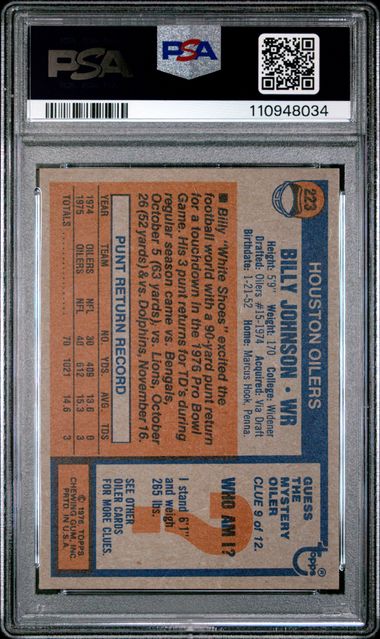 PSA
PSA
110948034
223
HOUSTON OILERS
BILLY JOHNSON • WR
Height: 5'9" Weight: 170 College: Widener
Drafted: Oilers #15-1974 Acquired: Via Draft
Birthdate: 1-21-52 Home: Marcus Hook, Penna.
■ Billy "White Shoes" excited the
football world with a 90-yard punt return
for a touchdown in the 1975 Pro Bowl
Game. His 3 punt returns for TD's during
regular season came vs. Bengals,
October 5 (63 yards), vs. Lions, October
26 (52 yards) & vs. Dolphins, November 16.
PUNT RETURN RECORD
YEAR TEAM NO. YDS. AVG TDS
1974 OILERS NFL 30 409 13.6 0
1975 OILERS NFL 40 612 15.3 3
TOTALS 70 1021 14.6 3
Topps ®
GUESS
THE
MYSTERY
OILER
CLUE 9 of 12.
WHO AM I?
I stand 6'1"
and weigh
265 lbs.
SEE OTHER
OILER CARDS
FOR MORE CLUES.
© 1976 TOPPS
CHEWING GUM, INC.
PRTD. IN U.S.A.